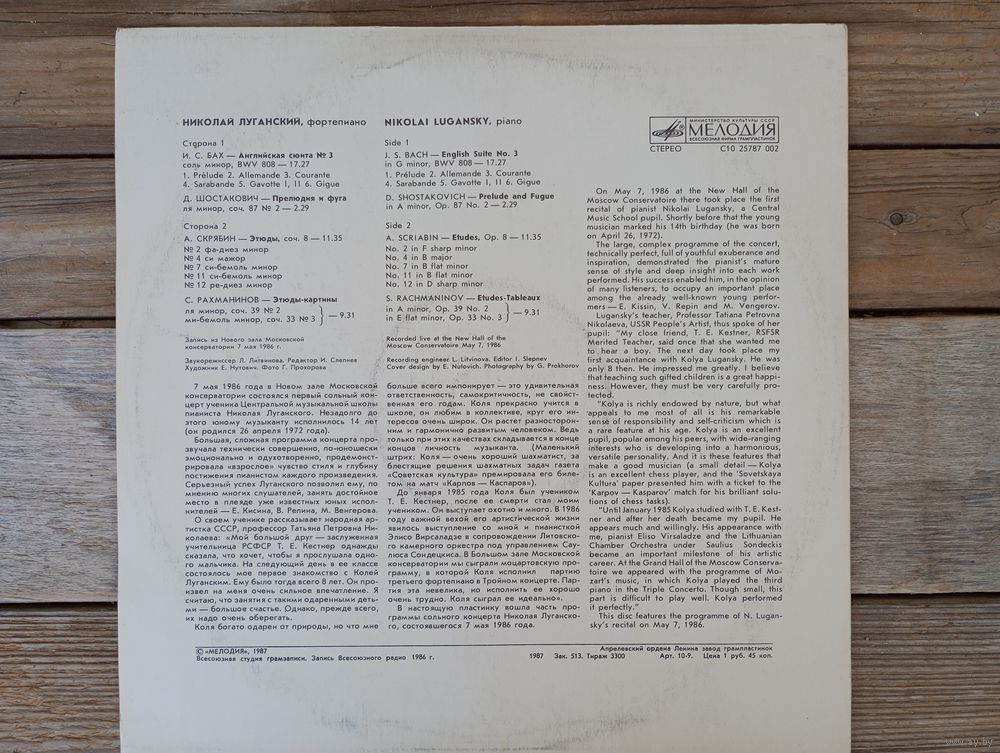 НИКОЛАЙ ЛУГАНСКИЙ, фортепиано
Сторона 1
И. С. БАХ — Английская сюита № 3
соль минор, BWV 808 — 17.27
1. Prélude 2. Allemande 3. Courante
4. Sarabande 5. Gavotte I, II 6. Gigue
Д. ШОСТАКОВИЧ — Прелюдия и фуга
ля минор, соч. 87 № 2 — 2.29
Сторона 2
А. СКРЯБИН — Этюды, соч. 8 — 11.35
№ 2 фа-диез минор
№ 4 си мажор
№ 7 си-бемоль минор
№ 11 си-бемоль минор
№ 12 ре-диез минор
С. РАХМАНИНОВ — Этюды-картины
ля минор, соч. 39 № 2
ми-бемоль минор, соч. 33 № 3 } — 9.31
Запись из Нового зала Московской
консерватории 7 мая 1986 г.
Звукорежиссер Л. Литвинова. Редактор И. Слепнев
Художник Е. Нутович. Фото Г. Прохорова
NIKOLAI LUGANSKY, piano
Side 1
J. S. BACH — English Suite No. 3
in G minor, BWV 808 — 17.27
1. Prélude 2. Allemande 3. Courante
4. Sarabande 5. Gavotte I, II 6. Gigue
D. SHOSTAKOVICH — Prelude and Fugue
in A minor, Op. 87 No. 2 — 2.29
Side 2
A. SCRIABIN — Etudes, Op. 8 — 11.35
No. 2 in F sharp minor
No. 4 in B major
No. 7 in B flat minor
No. 11 in B flat minor
No. 12 in D sharp minor
S. RACHMANINOV — Etudes-Tableaux
in A minor, Op. 39 No. 2
in E flat minor, Op. 33 No. 3 } — 9.31
Recorded live at the New Hall of the
Moscow Conservatoire May 7, 1986
Recording engineer L. Litvinova. Editor I. Slepnev
Cover design by E. Nutovich. Photography by G. Prokhorov
МИНИСТЕРСТВО КУЛЬТУРЫ СССР
МЕЛОДИЯ
ВСЕСОЮЗНАЯ ФИРМА ГРАМПЛАСТИНОК
СТЕРЕО С10 25787 002
7 мая 1986 года в Новом зале Московской
консерватории состоялся первый сольный кон-
церт ученика Центральной музыкальной школы
пианиста Николая Луганского. Незадолго до
этого юному музыканту исполнилось 14 лет
(он родился 26 апреля 1972 года).
Большая, сложная программа концерта про-
звучала технически совершенно, по-юношески
эмоционально и одухотворенно, продемонст-
рировала «взрослое» чувство стиля и глубину
постижения пианистом каждого произведения.
Серьезный успех Луганского позволил ему, по
мнению многих слушателей, занять достойное
место в плеяде уже известных юных испол-
нителей — Е. Кисина, В. Репина, М. Венгерова.
О своем ученике рассказывает народная ар-
тистка СССР, профессор Татьяна Петровна Ни-
колаева: «Мой большой друг — заслуженная
учительница РСФСР Т. Е. Кестнер однажды
сказала, что хочет, чтобы я прослушала одно-
го мальчика. На следующий день в ее классе
состоялось мое первое знакомство с Колей
Луганским. Ему было тогда всего 8 лет. Он про-
извел на меня очень сильное впечатление. Я
считаю, что занятия с такими одаренными деть-
ми — большое счастье. Однако, прежде всего,
их надо очень оберегать.
Коля богато одарен от природы, но что мне
больше всего импонирует — это удивительная
ответственность, самокритичность, не свойст-
венная его годам. Коля прекрасно учится в
школе, он любим в коллективе, круг его ин-
тересов очень широк. Он растет разносторон-
ним и гармонично развитым человеком. Ведь
только при этих качествах складывается в конце
концов личность музыканта. (Маленький
штрих: Коля — очень хороший шахматист, за
блестящие решения шахматных задач газета
«Советская культура» премировала его биле-
том на матч «Карпов — Каспаров»).
До января 1985 года Коля был учеником
Т. Е. Кестнер, после ее смерти стал моим
учеником. Он выступает охотно и много. В 1986
году важной вехой его артистической жизни
явилось выступление со мной и пианисткой
Элисо Вирсаладзе в сопровождении Литовско-
го камерного оркестра под управлением Сау-
люса Сондецкиса. В Большом зале Московской
консерватории мы сыграли моцартовскую про-
грамму, в которой Коля исполнил партию
третьего фортепиано в Тройном концерте. Пар-
тия эта невелика, но исполнить ее хорошо
очень трудно. Коля сыграл ее идеально».
В настоящую пластинку вошла часть про-
граммы сольного концерта Николая Луганско-
го, состоявшегося 7 мая 1986 года.
On May 7, 1986 at the New Hall of the
Moscow Conservatoire there took place the first
recital of pianist Nikolai Lugansky, a Central
Music School pupil. Shortly before that the young
musician marked his 14th birthday (he was born
on April 26, 1972).
The large, complex programme of the concert,
technically perfect, full of youthful exuberance and
inspiration, demonstrated the pianist's mature
sense of style and deep insight into each work
performed. His success enabled him, in the opinion
of many listeners, to occupy an important place
among the already well-known young perfor-
mers — E. Kissin, V. Repin and M. Vengerov.
Lugansky's teacher, Professor Tatiana Petrovna
Nikolaeva, USSR People's Artist, thus spoke of her
pupil: "My close friend, T. E. Kestner, RSFSR
Merited Teacher, said once that she wanted me
to hear a boy. The next day took place my
first acquaintance with Kolya Lugansky. He was
only 8 then. He impressed me greatly. I believe
that teaching such gifted children is a great happi-
ness. However, they must be very carefully pro-
tected.
"Kolya is richly endowed by nature, but what
appeals to me most of all is his remarkable
sense of responsibility and self-criticism which is
a rare feature at his age. Kolya is an excellent
pupil, popular among his peers, with wide-ranging
interests who is developing into a harmonious,
versatile personality. And it is these features that
make a good musician (a small detail — Kolya
is an excellent chess player, and the 'Sovetskaya
Kultura' paper presented him with a ticket to the
'Karpov — Kasparov' match for his brilliant solu-
tions of chess tasks).
"Until January 1985 Kolya studied with T. E. Kest-
ner and after her death became my pupil. He
appears much and willingly. His appearance with
me, pianist Eliso Virsaladze and the Lithuanian
Chamber Orchestra under Saulius Sondeckis
became an important milestone of his artistic
career. At the Grand Hall of the Moscow Conserva-
toire we appeared with the programme of Mo-
zart's music, in which Kolya played the third
piano in the Triple Concerto. Though small, this
part is difficult to play well. Kolya performed
it perfectly."
This disc features the programme of N. Lugan-
sky's recital on May 7, 1986.
© «МЕЛОДИЯ», 1987
Всесоюзная студия грамзаписи. Запись Всесоюзного радио 1986 г.
Апрелевский ордена Ленина завод грампластинок
1987 Зак. 513. Тираж 3300 Арт. 10-9. Цена 1 руб. 45 коп.